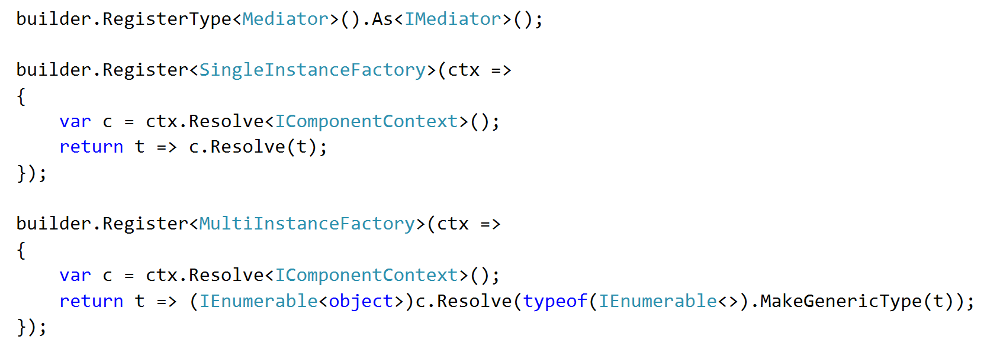 builder.RegisterType<Mediator>().As<IMediator>();

builder.Register<SingleInstanceFactory>(ctx =>
{
    var c = ctx.Resolve<IComponentContext>();
    return t => c.Resolve(t);
});

builder.Register<MultiInstanceFactory>(ctx =>
{
    var c = ctx.Resolve<IComponentContext>();
    return t => (IEnumerable<object>)c.Resolve(typeof(IEnumerable<>).MakeGenericType(t));
});